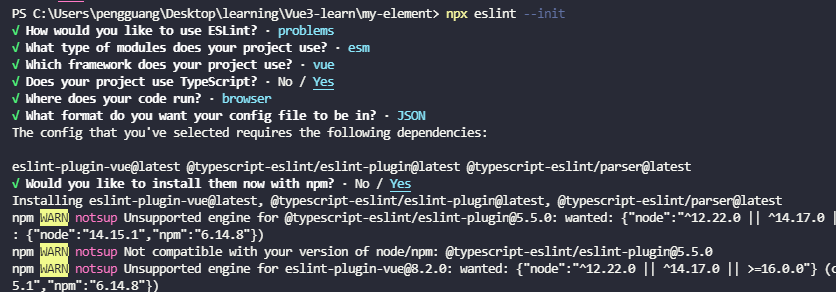 PS C:\Users\pengguang\Desktop\learning\Vue3-learn\my-element> npx eslint --init
√ How would you like to use ESLint? · problems
√ What type of modules does your project use? · esm
√ Which framework does your project use? · vue
√ Does your project use TypeScript? · No / Yes
√ Where does your code run? · browser
√ What format do you want your config file to be in? · JSON
The config that you've selected requires the following dependencies:
eslint-plugin-vue@latest @typescript-eslint/eslint-plugin@latest @typescript-eslint/parser@latest
√ Would you like to install them now with npm? · No / Yes
Installing eslint-plugin-vue@latest, @typescript-eslint/eslint-plugin@latest, @typescript-eslint/parser@latest
npm WARN notsup Unsupported engine for @typescript-eslint/eslint-plugin@5.5.0: wanted: {"node":"^12.22.0 || ^14.17.0 |
: {"node":"14.15.1","npm":"6.14.8"})
npm WARN notsup Not compatible with your version of node/npm: @typescript-eslint/eslint-plugin@5.5.0
npm WARN notsup Unsupported engine for eslint-plugin-vue@8.2.0: wanted: {"node":"^12.22.0 || ^14.17.0 || >=16.0.0"} (c
5.1","npm":"6.14.8"})